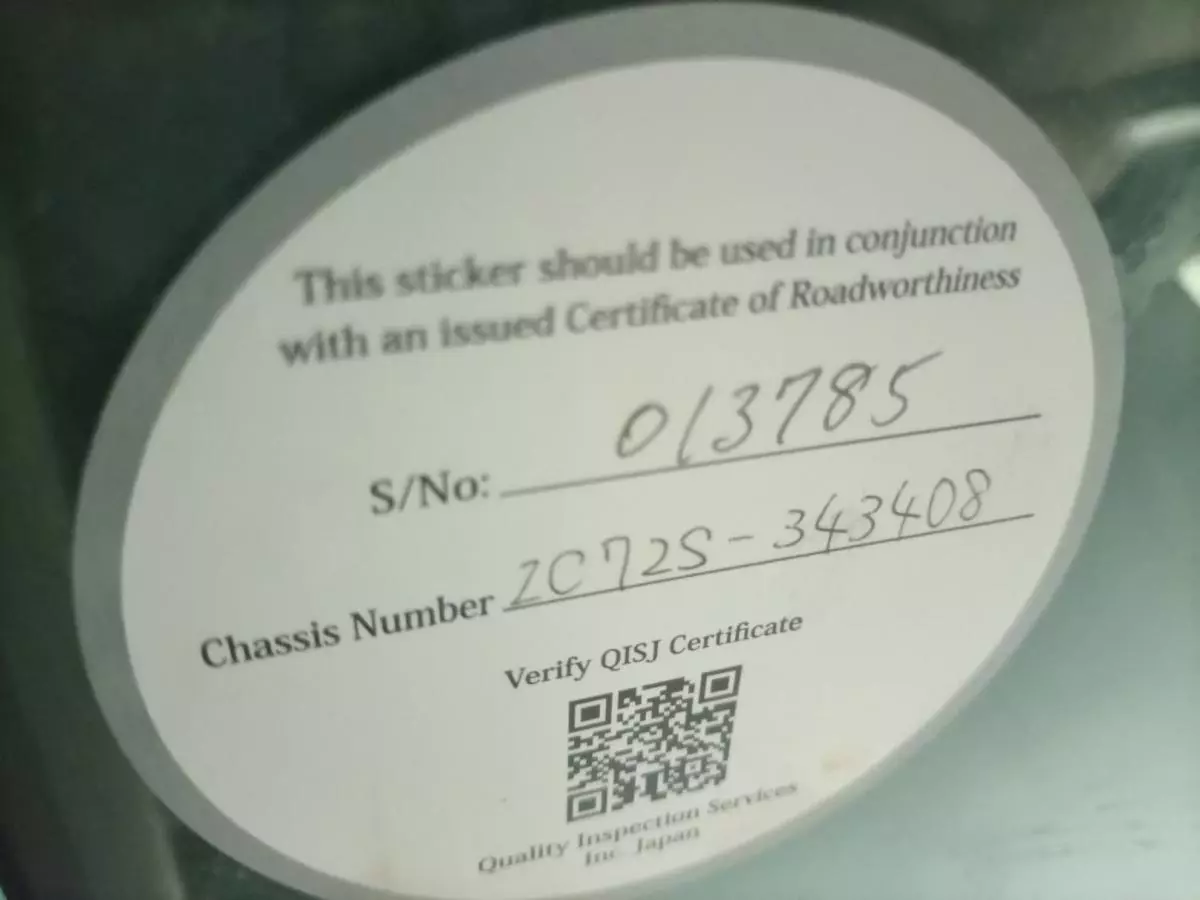 This sticker should be used in conjunction
with an issued Certificate of Roadworthiness
S/No: 013785
Chassis Number ZC72S-343408
Verify QISJ Certificate
Quality Inspection Services
Inc. Japan